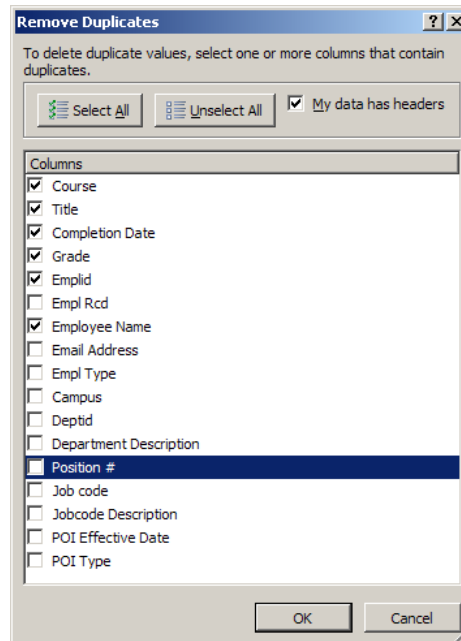 Remove Duplicates
To delete duplicate values, select one or more columns that contain
duplicates.
Select All
Unselect All
My data has headers
Columns
Course
Title
Completion Date
Grade
Emplid
Empl Rcd
Employee Name
Email Address
Empl Type
Campus
Deptid
Department Description
Position #
Job code
Jobcode Description
POI Effective Date
POI Type
OK
Cancel